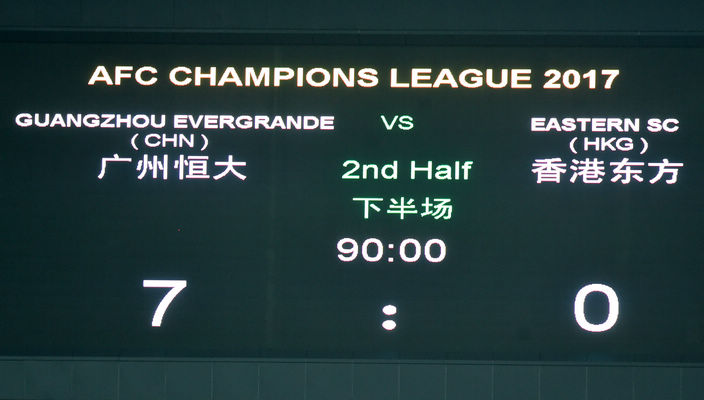 AFC CHAMPIONS LEAGUE 2017
GUANGZHOU EVERGRANDE VS EASTERN SC
(CHN) (HKG)
广州恒大 2nd Half 香港东方
下半场
90:00
7 : 0